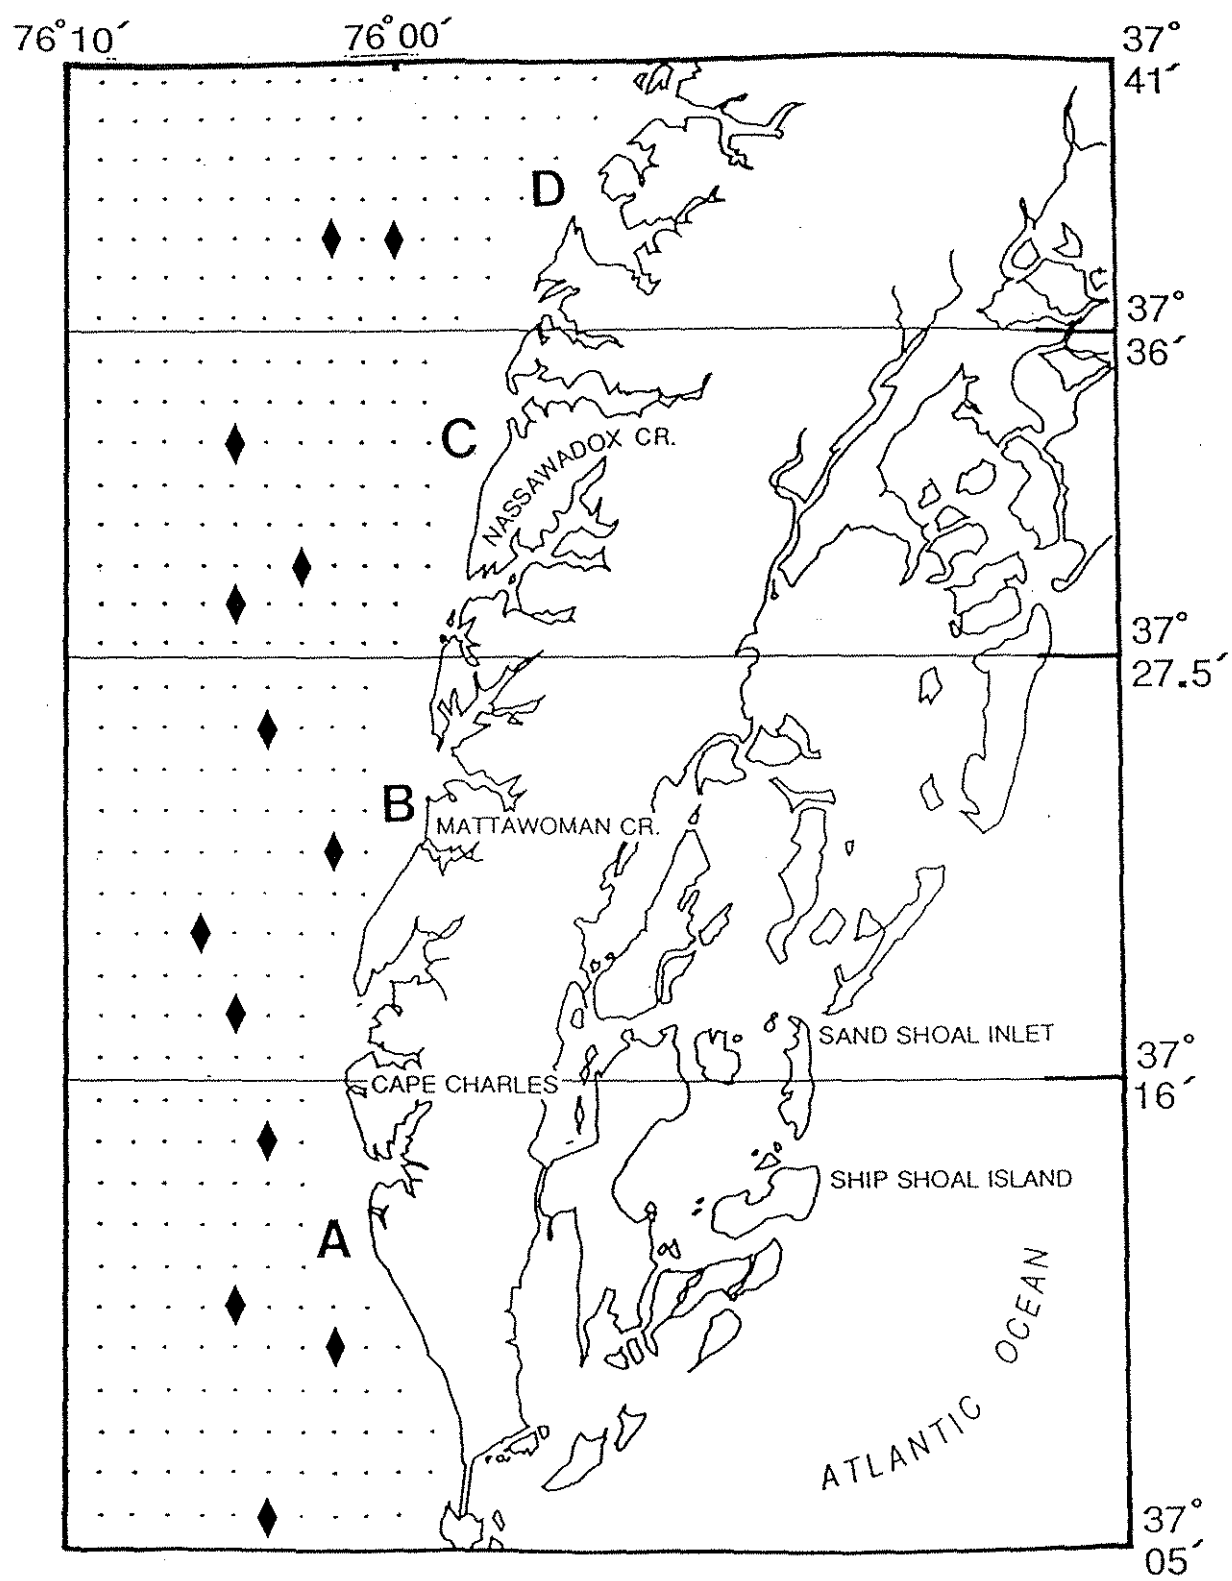 76°10′
76°00′
37°
41′
D
37°
36′
C
NASSAWADOX CR.
37°
27.5′
B
MATTAWOMAN CR.
SAND SHOAL INLET
37°
16′
CAPE CHARLES
SHIP SHOAL ISLAND
A
ATLANTIC OCEAN
37°
05′